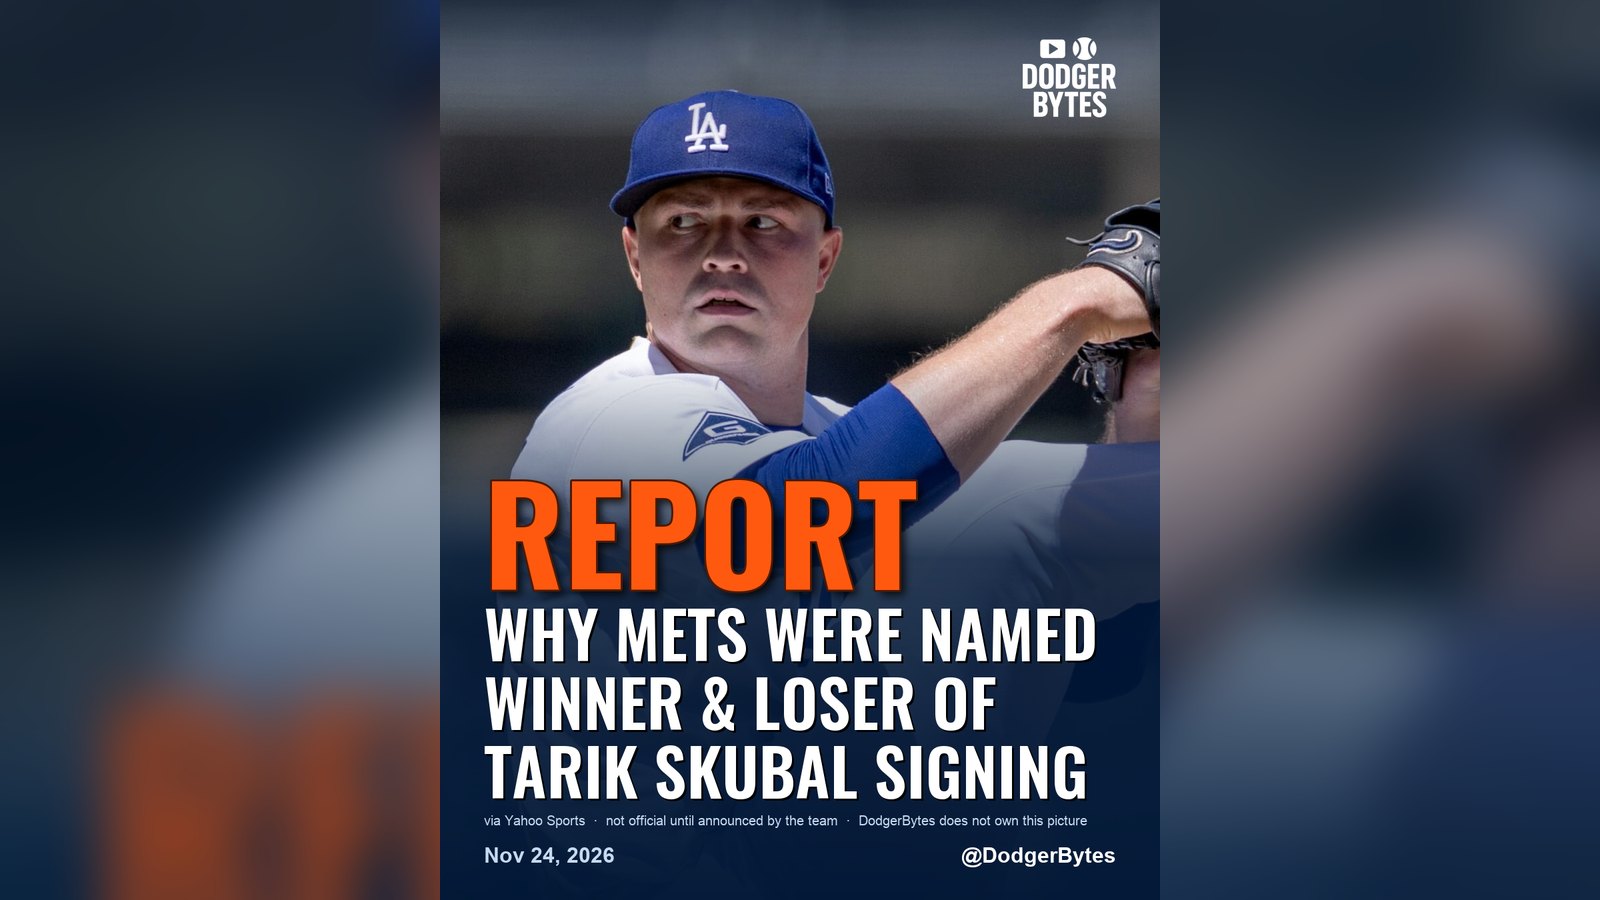 DODGER
BYTES
LA
REPORT
WHY METS WERE NAMED
WINNER & LOSER OF
TARIK SKUBAL SIGNING
via Yahoo Sports · not official until announced by the team · DodgerBytes does not own this picture
Nov 24, 2026
@DodgerBytes